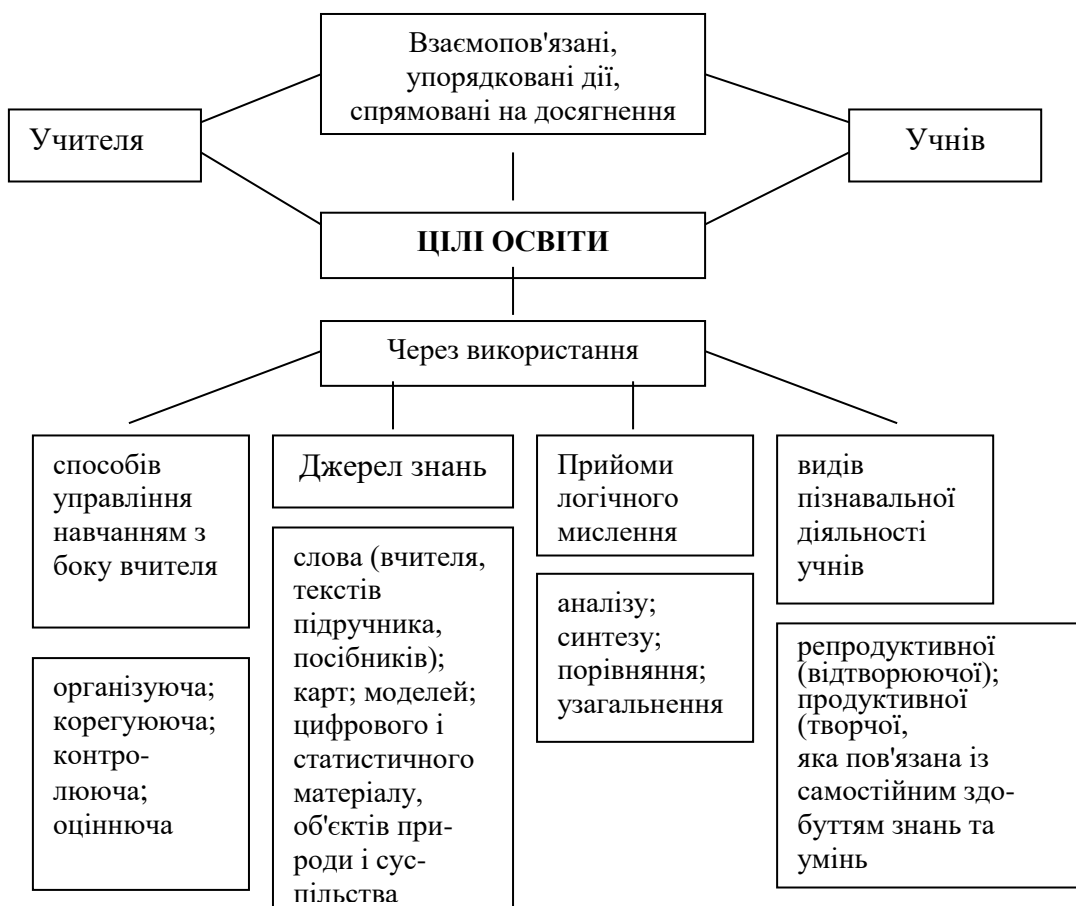 Взаємопов'язані,
упорядковані дії,
спрямовані на досягнення
Учителя
Учнів
ЦІЛІ ОСВІТИ
Через використання
способів
управління
навчанням з
боку вчителя
організуюча;
корегуююча;
контро-
лююча;
оціннюча
Джерел знань
слова (вчителя,
текстів
підручника,
посібників);
карт; моделей;
цифрового і
статистичного
матеріалу,
об'єктів при-
роди і сус-
пільства
Прийоми
логічного
мислення
аналізу;
синтезу;
порівняння;
узагальнення
видів
пізнавальної
діяльності
учнів
репродуктивної
(відтворюючої);
продуктивної
(творчої,
яка пов'язана із
самостійним здо-
буттям знань та
умінь